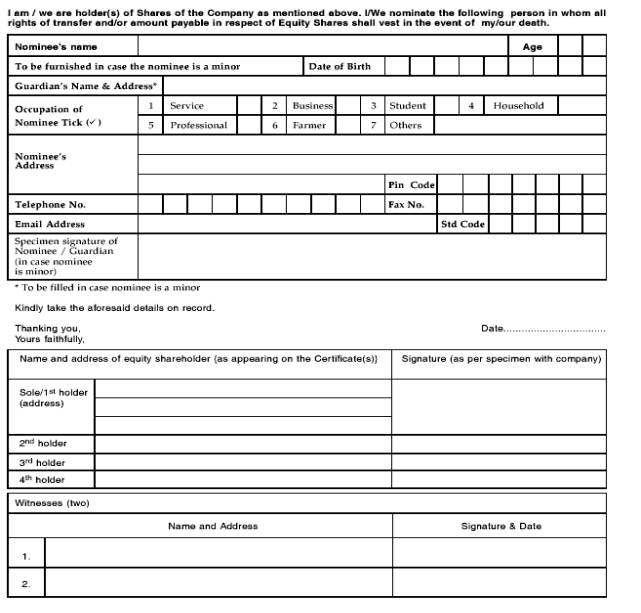 I am / we are holder(s) of Shares of the Company as mentioned above. I/We nominate the following person in whom all
rights of transfer and/or amount payable in respect of Equity Shares shall vest in the event of my/our death.
Nominee's name Age
To be furnished in case the nominee is a minor Date of Birth
Guardian's Name & Address*
Occupation of
Nominee Tick (✓)
1 Service 2 Business 3 Student 4 Household
5 Professional 6 Farmer 7 Others
Nominee's
Address
Pin Code
Telephone No. Fax No.
Email Address Std Code
Specimen signature of
Nominee / Guardian
(in case nominee
is minor)
* To be filled in case nominee is a minor
Kindly take the aforesaid details on record.
Thanking you,
Yours faithfully,
Date..................................
Name and address of equity shareholder (as appearing on the Certificate(s)) Signature (as per specimen with company)
Sole/1st holder
(address)
2nd holder
3rd holder
4th holder
Witnesses (two)
Name and Address Signature & Date
1.
2.